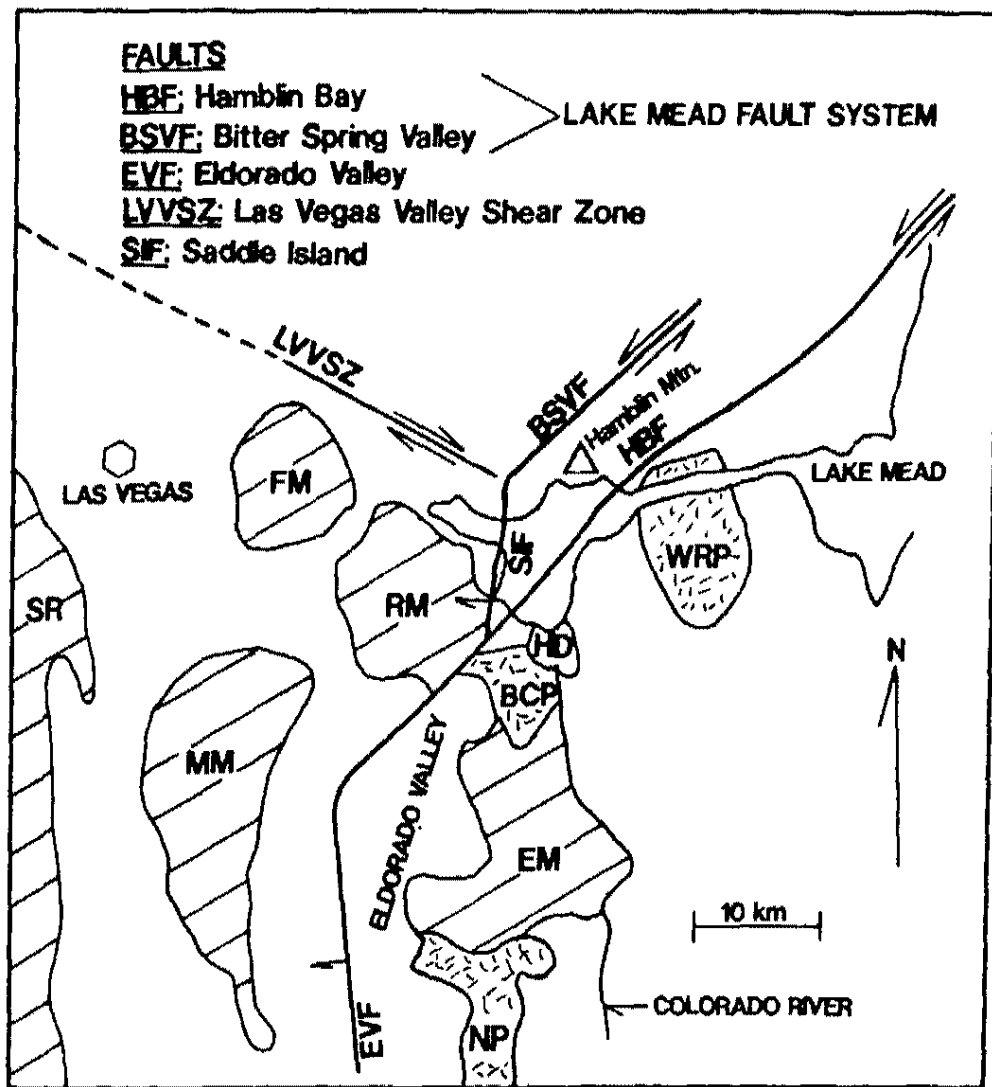 FAULTS
HBF: Hamblin Bay
BSVF: Bitter Spring Valley
LAKE MEAD FAULT SYSTEM
EVF: Eldorado Valley
LVVSZ: Las Vegas Valley Shear Zone
SIF: Saddle Island
LVVSZ
BSVF
Hamblin Mtn.
HBF
LAS VEGAS
FM
LAKE MEAD
SIF
WRP
SR
RM
HD
N
BCP
MM
ELDORADO VALLEY
EM
10 km
COLORADO RIVER
EVF
NP